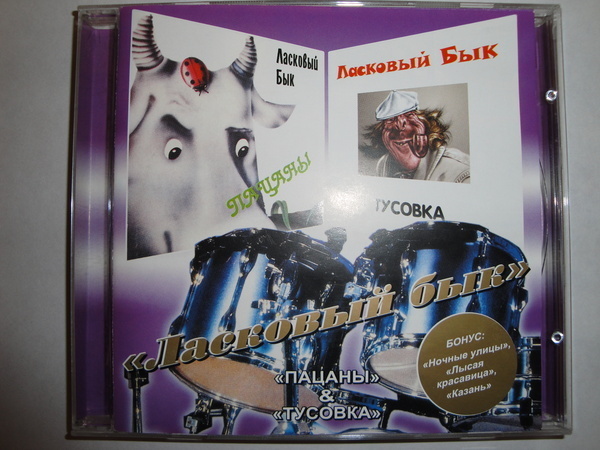 Ласковый
Бык
ПАЦАНЫ
Ласковый Бык
ТУСОВКА
«Ласковый бык»
«ПАЦАНЫ»
&
«ТУСОВКА»
БОНУС:
«Ночные улицы»,
«Лысая
красавица»,
«Казань»